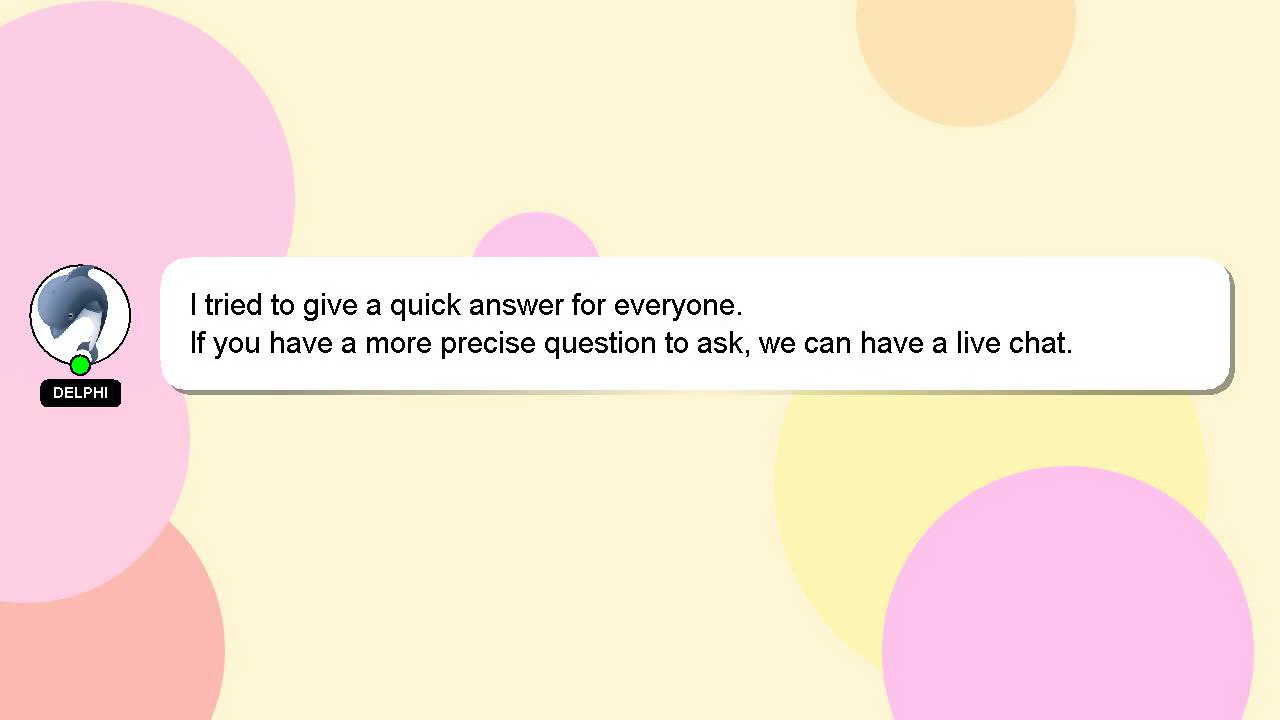 I tried to give a quick answer for everyone.
If you have a more precise question to ask, we can have a live chat.
DELPHI